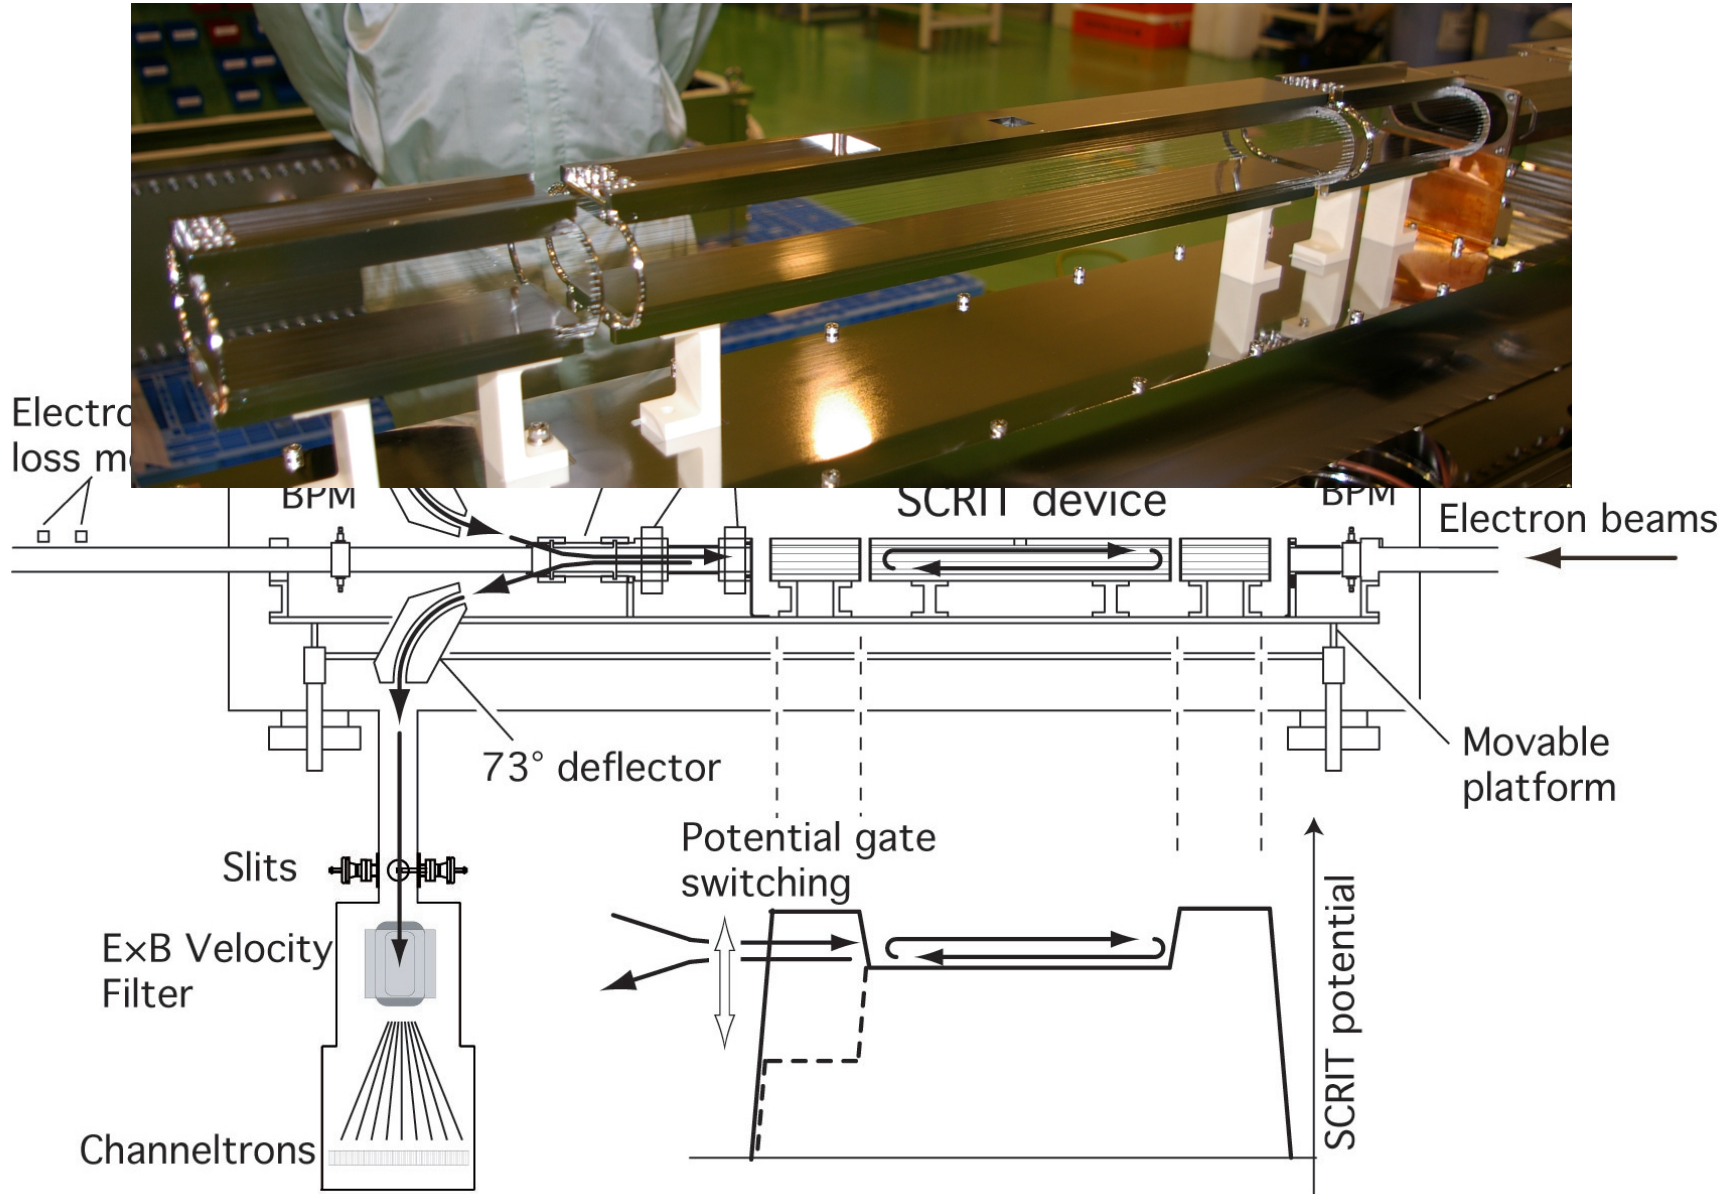 Electro
loss m
BPM
SCRIT device
BPM
Electron beams
73° deflector
Movable
platform
Potential gate
switching
Slits
E×B Velocity
Filter
SCRIT potential
Channeltrons